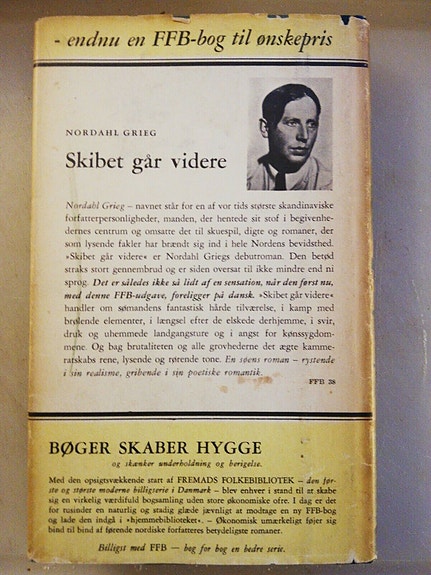 - endnu en FFB-bog til ønskepris
NORDAHL GRIEG
Skibet går videre
Nordahl Grieg – navnet står for en af vor tids største skandinaviske
forfatterpersonligheder, manden, der hentede sit stof i begivenhe-
dernes centrum og omsatte det til skuespil, digte og romaner, der
som lysende fakler har brændt sig ind i hele Nordens bevidsthed.
»Skibet går videre« er Nordahl Griegs debutroman. Den betød
straks stort gennembrud og er siden oversat til ikke mindre end ni
sprog. Det er således ikke så lidt af en sensation, når den først nu,
med denne FFB-udgave, foreligger på dansk. »Skibet går videre«
handler om sømandens fantastisk hårde tilværelse, i kamp med
brølende elementer, i længsel efter de elskede derhjemme, i svir,
druk og uhemmede landgangsture og i angst for kønssygdom-
mene. Og bag brutaliteten og alle grovhederne det ægte kamme-
ratskabs rene, lysende og rørende tone. En søens roman – rystende
i sin realisme, gribende i sin poetiske romantik.
FFB 38
BØGER SKABER HYGGE
og skænker underholdning og berigelse.
Med den opsigtsvækkende start af FREMADS FOLKEBIBLIOTEK – den før-
ste og største moderne billigserie i Danmark – blev enhver i stand til at skabe
sig en virkelig værdifuld bogsamling uden store økonomiske ofre. I dag er det
for tusinder en naturlig og stadig glæde jævnligt at modtage en ny FFB-bog
og lade den indgå i »hjemmebiblioteket«. – Økonomisk umærkeligt føjer sig
bind til bind af førende nordiske forfatteres betydeligste romaner.
Billigst med FFB — bog for bog en bedre serie.